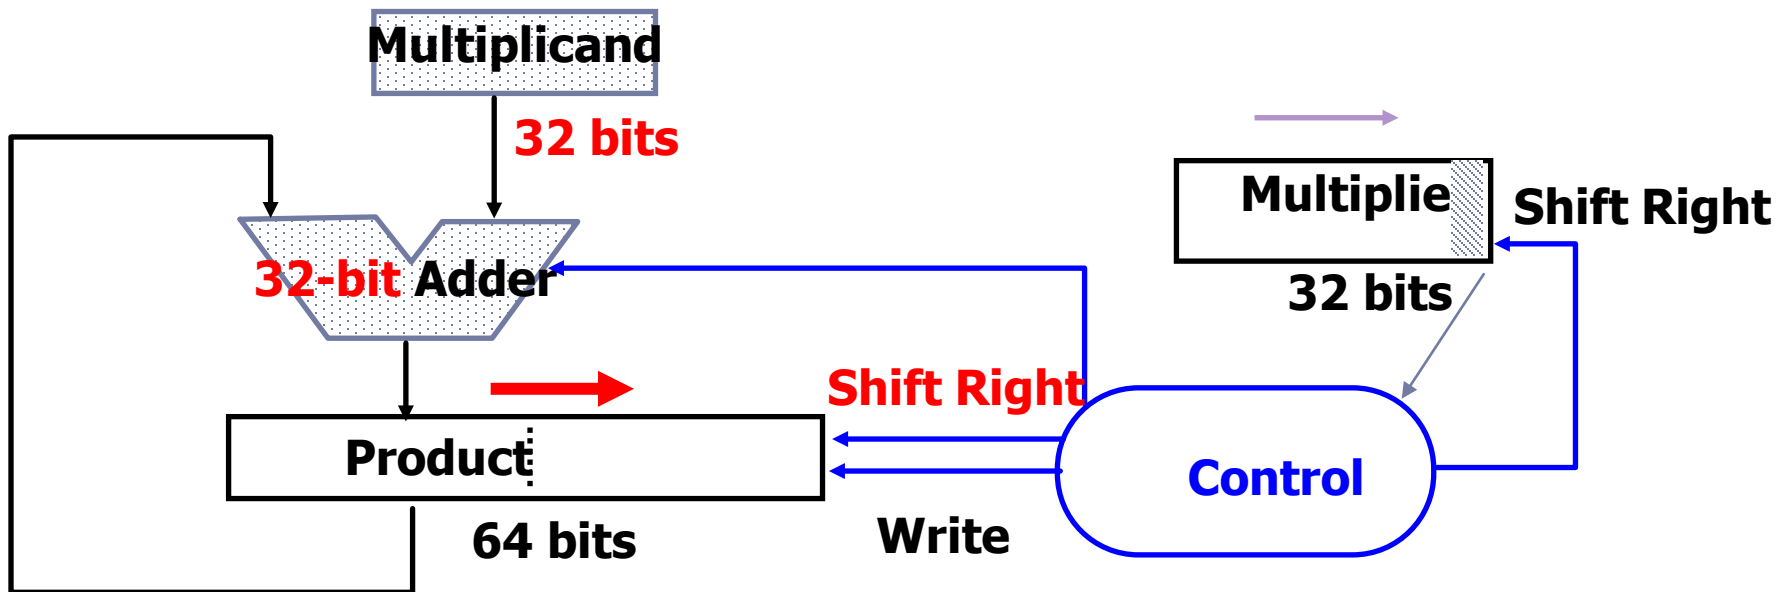 Multiplicand
32 bits
Multiplie
Shift Right
32-bit Adder
32 bits
Shift Right
Product
Control
64 bits
Write